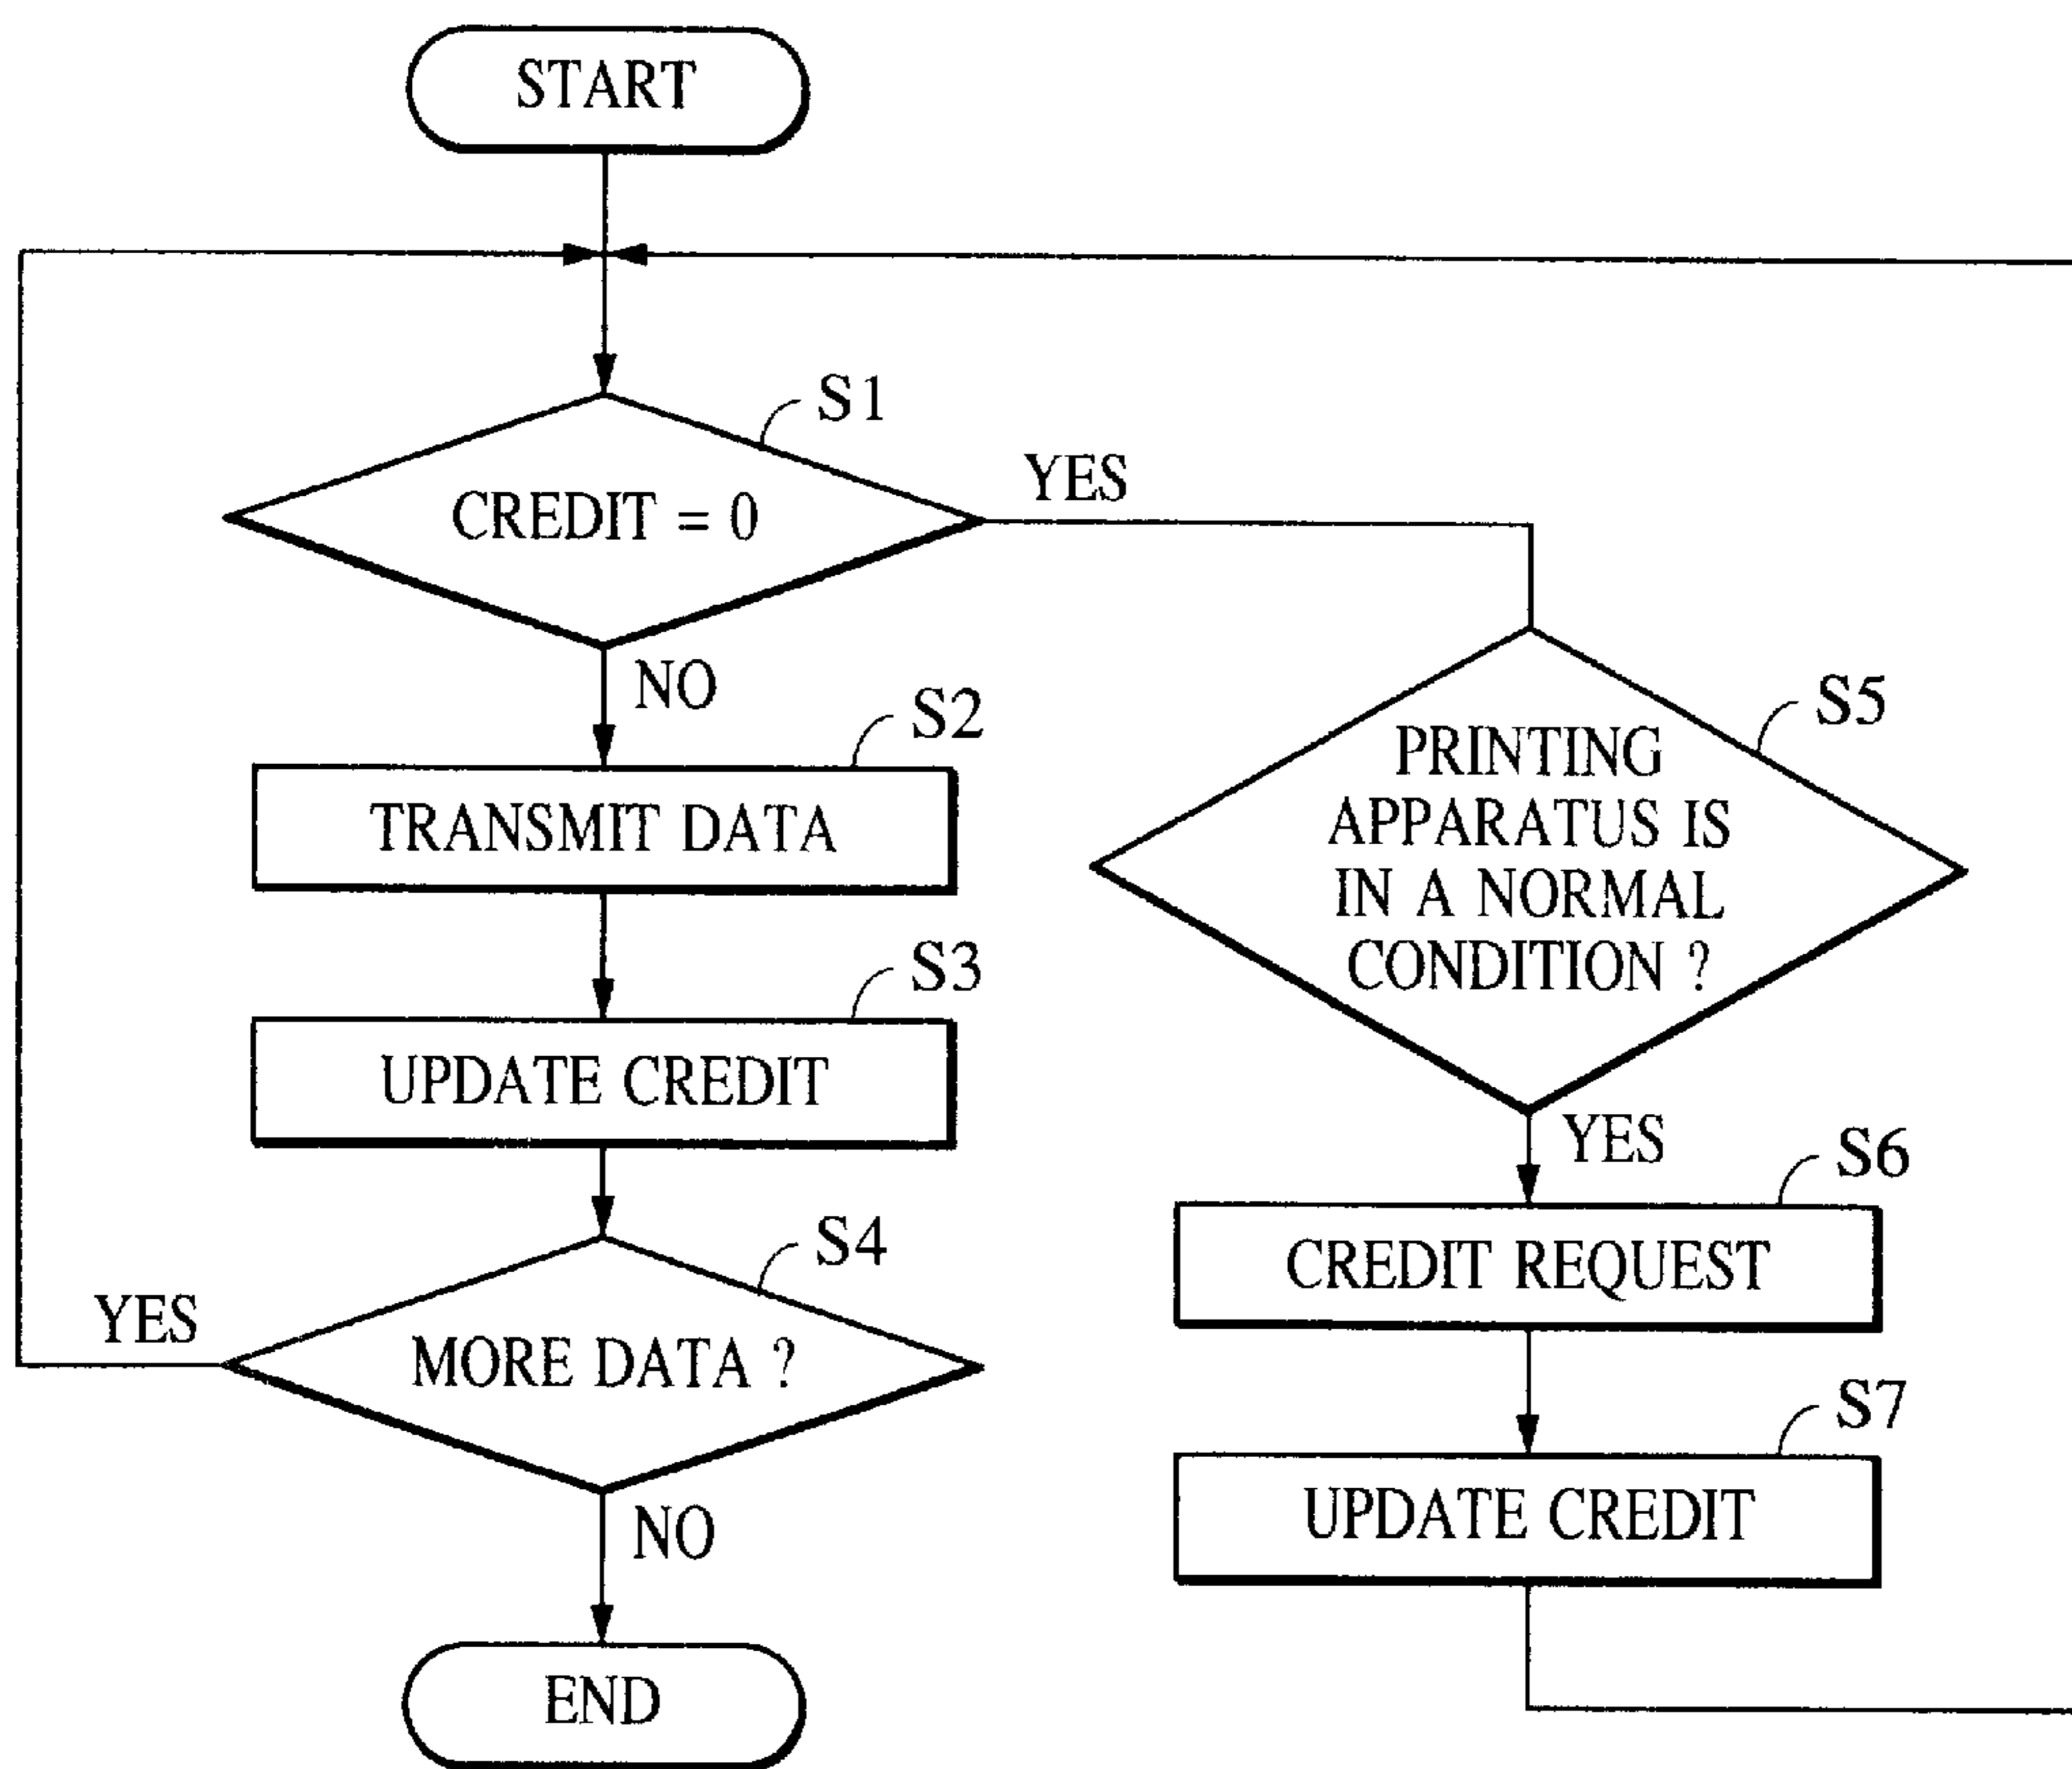 START
S1
CREDIT = 0
YES
NO
S2
TRANSMIT DATA
S3
UPDATE CREDIT
S4
YES
MORE DATA ?
NO
END
S5
PRINTING
APPARATUS IS
IN A NORMAL
CONDITION ?
YES
S6
CREDIT REQUEST
S7
UPDATE CREDIT